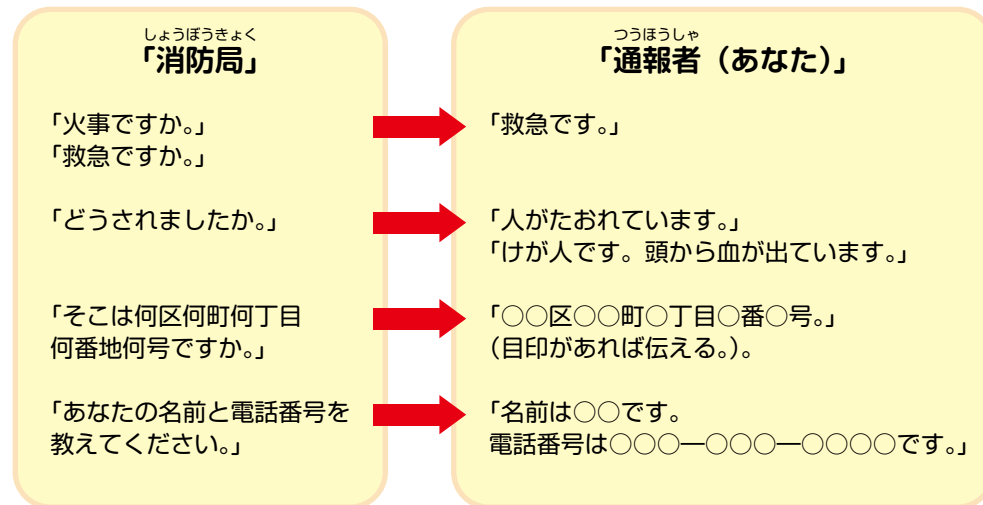 しょうぼうきょく
「消防局」
「火事ですか。」
「救急ですか。」
「どうされましたか。」
「そこは何区何町何丁目
何番地何号ですか。」
「あなたの名前と電話番号を
教えてください。」
つうほうしゃ
「通報者(あなた)」
「救急です。」
「人がたおれています。」
「けが人です。頭から血が出ています。」
「○○区○○町○丁目○番○号。」
(目印があれば伝える。)。
「名前は○○です。
電話番号は○○○―○○○―○○○○です。」